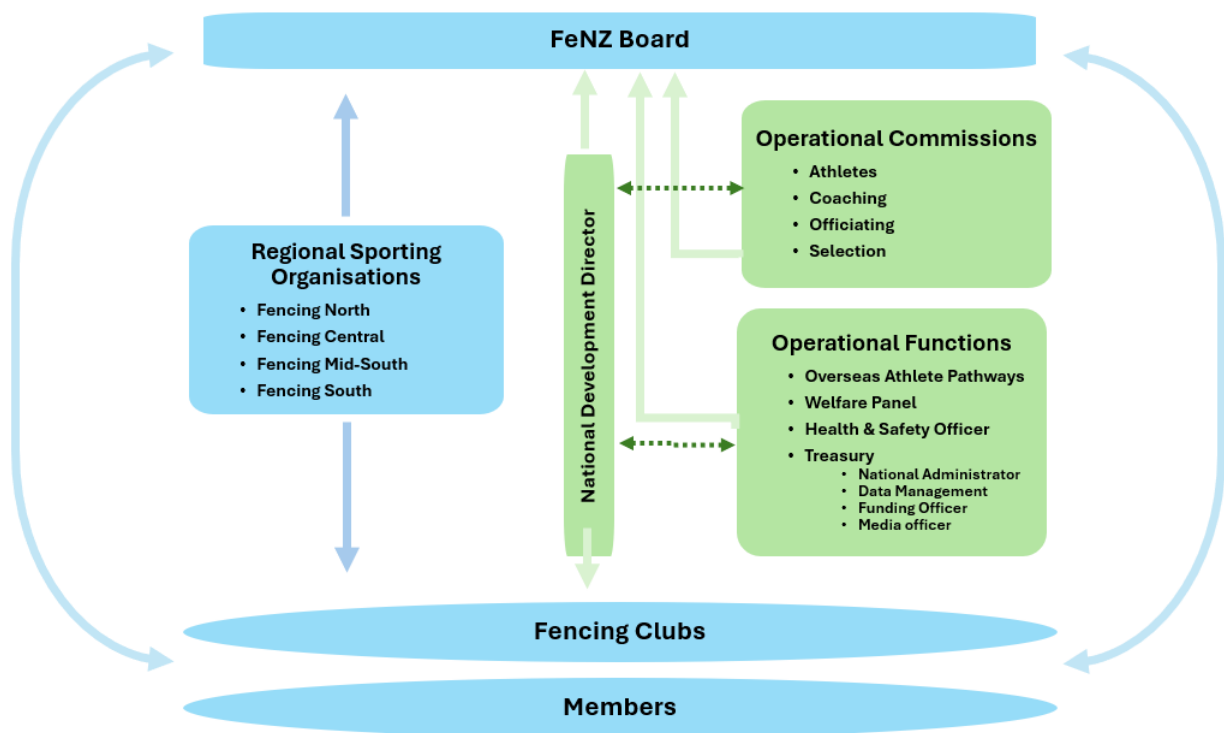 FeNZ Board
Operational Commissions
• Athletes
• Coaching
• Officiating
• Selection
Regional Sporting
Organisations
• Fencing North
• Fencing Central
• Fencing Mid-South
• Fencing South
National Development Director
Operational Functions
• Overseas Athlete Pathways
• Welfare Panel
• Health & Safety Officer
• Treasury
• National Administrator
• Data Management
• Funding Officer
• Media officer
Fencing Clubs
Members